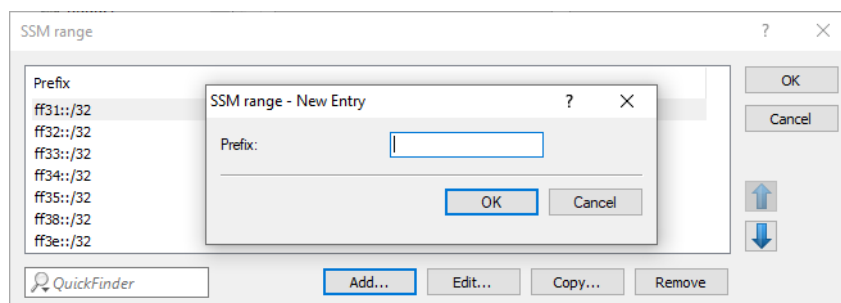 SSM range ?
Prefix
ff31::/32
ff32::/32
ff33::/32
ff34::/32
ff35::/32
ff38::/32
ff3e::/32
OK
Cancel
SSM range - New Entry ?
Prefix:
OK Cancel
QuickFinder Add... Edit... Copy... Remove